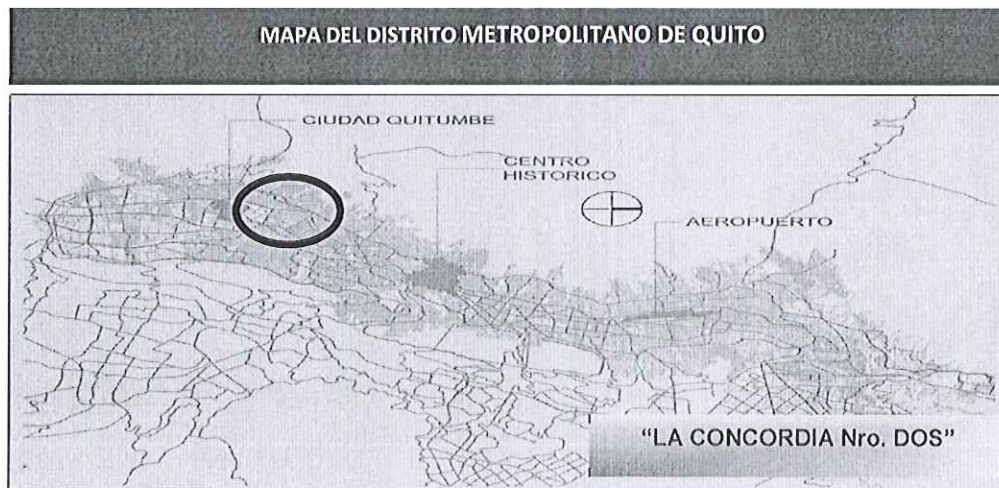 MAPA DEL DISTRITO METROPOLITANO DE QUITO
CIUDAD QUITUMBE
CENTRO
HISTORICO
AEROPUERTO
“LA CONCORDIA Nro. DOS”